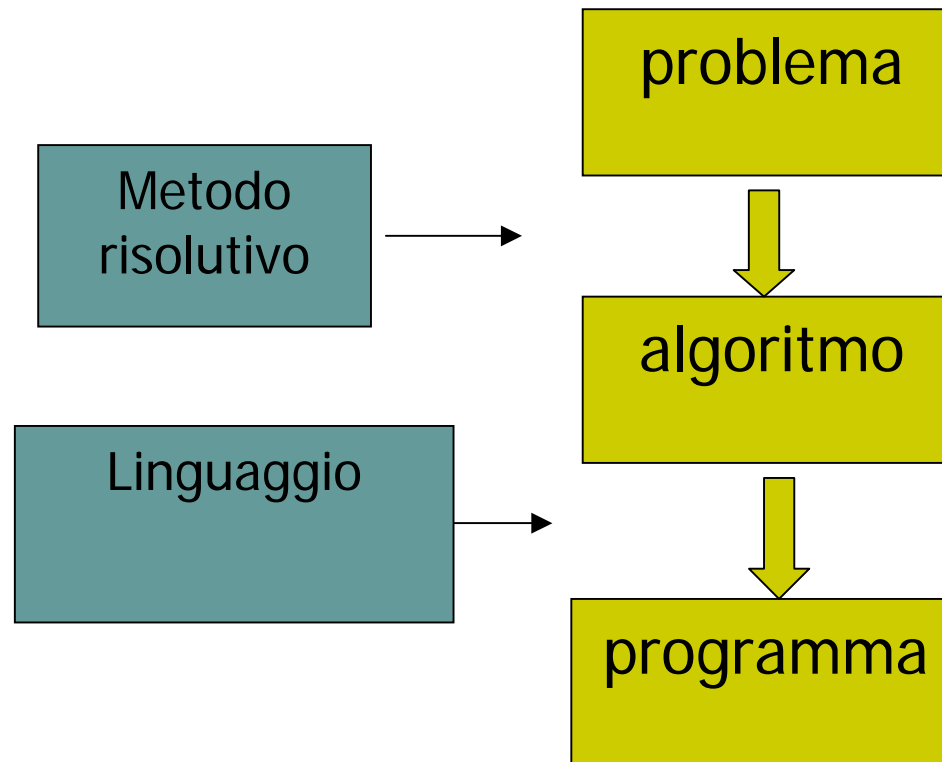 problema
Metodo
risolutivo
algoritmo
Linguaggio
programma